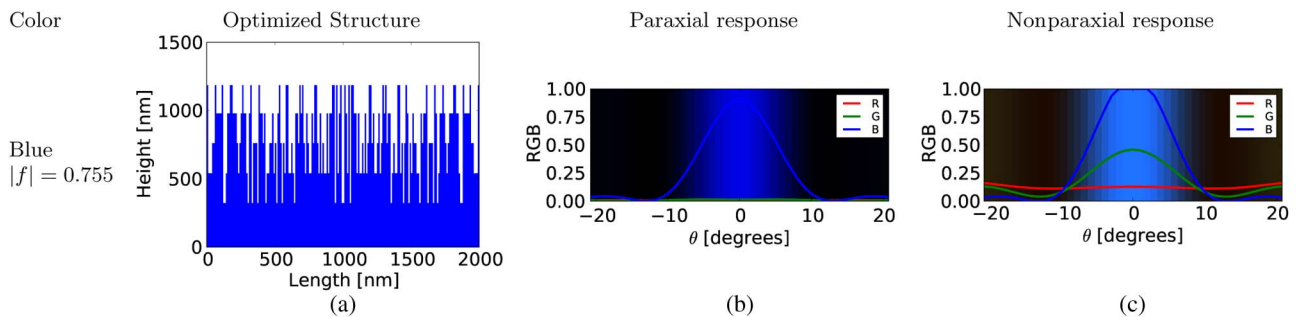 Color Optimized Structure Paraxial response Nonparaxial response
Blue
|f| = 0.755
Height [nm]
1500
1000
500
0
0 500 1000 1500 2000
Length [nm]
(a)
RGB
1.00
0.75
0.50
0.25
0.00
R
G
B
−20 −10 0 10 20
θ [degrees]
(b)
RGB
1.00
0.75
0.50
0.25
0.00
R
G
B
−20 −10 0 10 20
θ [degrees]
(c)